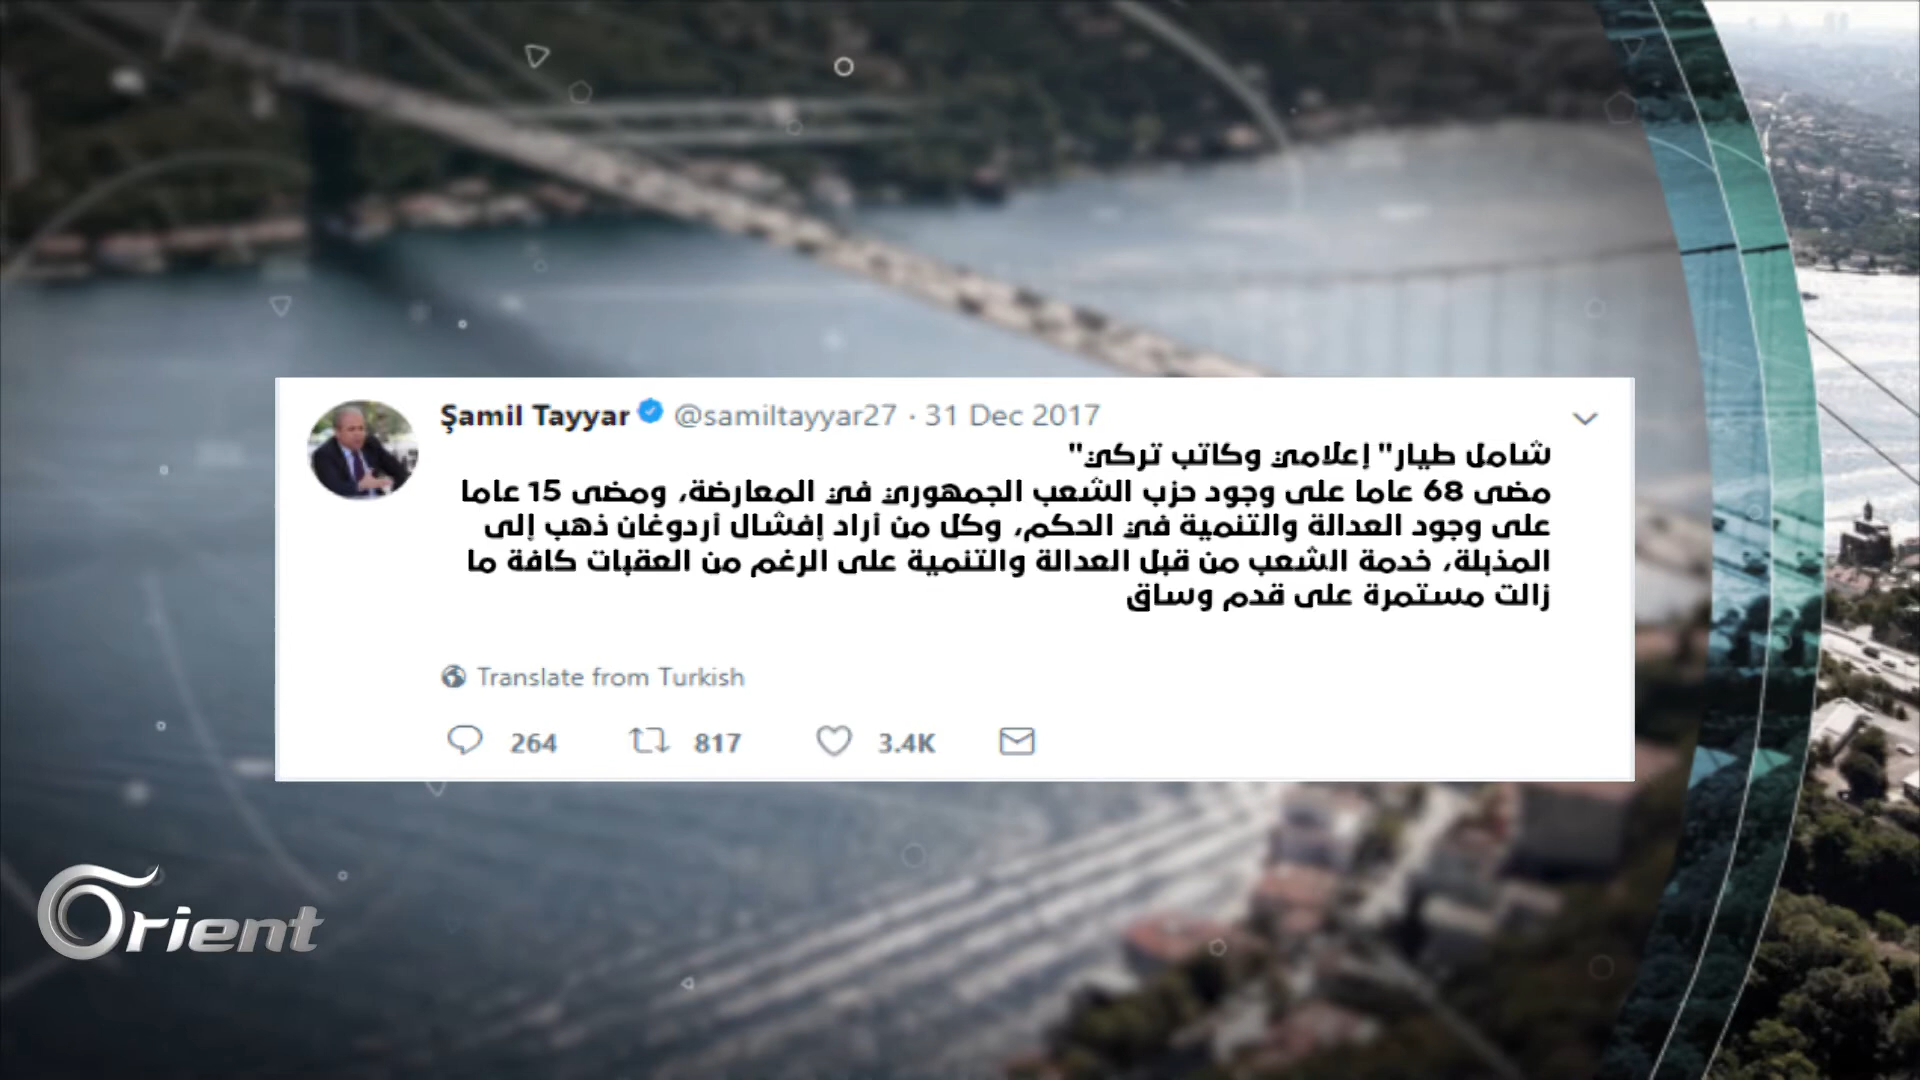 Şamil Tayyar @samiltayyar27 · 31 Dec 2017
شامل طيار" إعلامي وكاتب تركي"
مضى 68 عاما على وجود حزب الشعب الجمهوري في المعارضة، ومضى 15 عاما
على وجود العدالة والتنمية في الحكم، وكل من أراد إفشال أردوغان ذهب إلى
المذبلة، خدمة الشعب من قبل العدالة والتنمية على الرغم من العقبات كافة ما
زالت مستمرة على قدم وساق
Translate from Turkish
264 817 3.4K
Orient